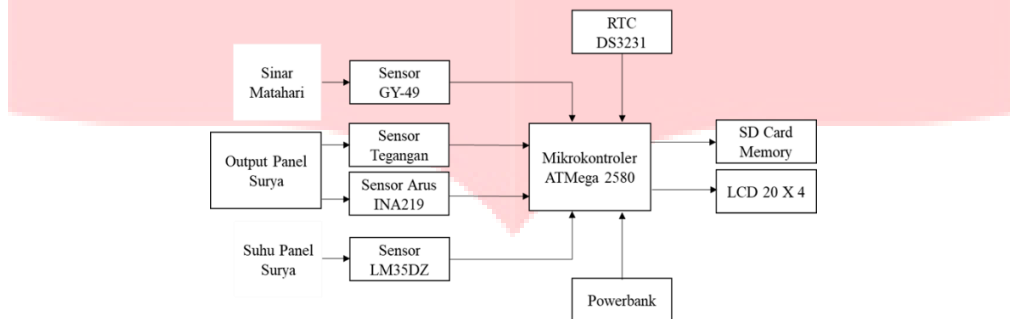 RTC
DS3231
Sinar
Matahari
Sensor
GY-49
Output Panel
Surya
Sensor
Tegangan
Sensor Arus
INA219
Mikrokontroler
ATMega 2580
SD Card
Memory
LCD 20 X 4
Suhu Panel
Surya
Sensor
LM35DZ
Powerbank